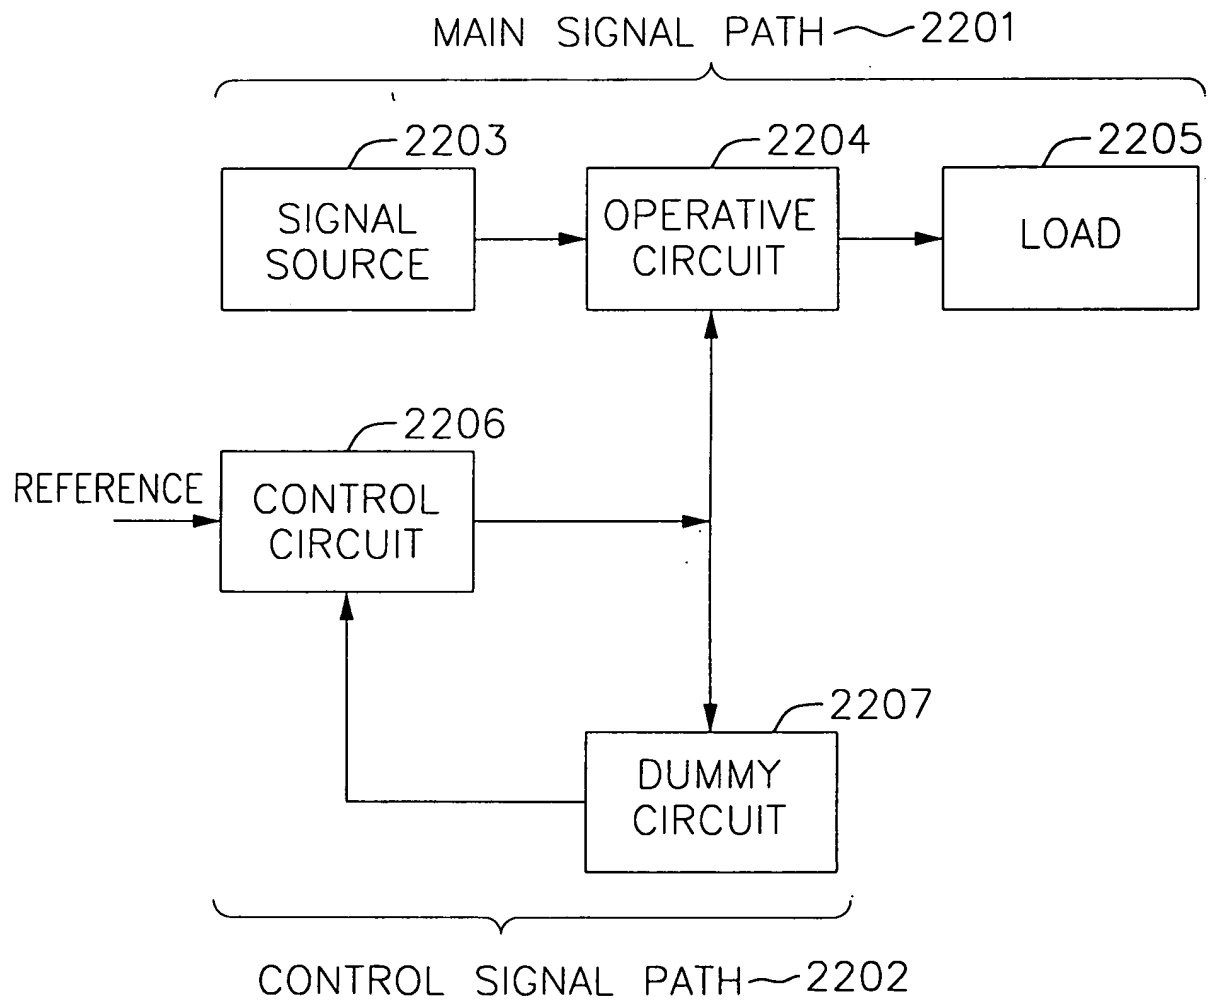 MAIN SIGNAL PATH 2201
2203
2204
2205
SIGNAL
SOURCE
OPERATIVE
CIRCUIT
LOAD
2206
REFERENCE
CONTROL
CIRCUIT
2207
DUMMY
CIRCUIT
CONTROL SIGNAL PATH 2202